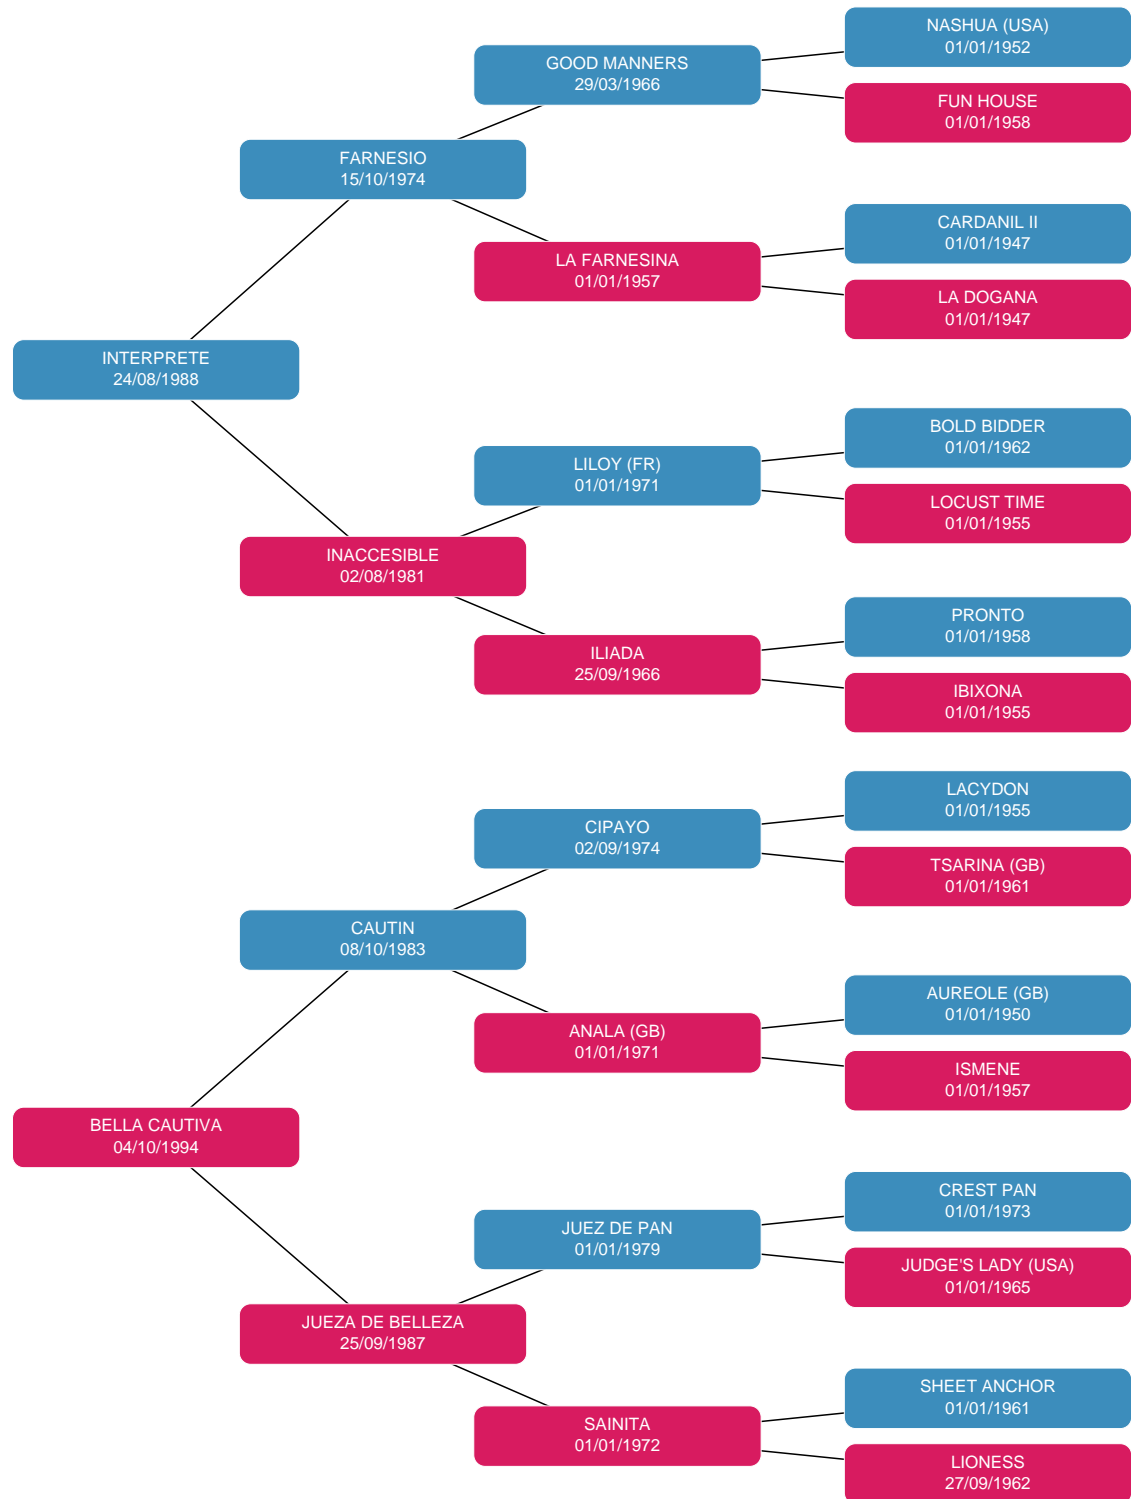 NASHUA (USA)
01/01/1952
GOOD MANNERS
29/03/1966
FUN HOUSE
01/01/1958
FARNESIO
15/10/1974
CARDANIL II
01/01/1947
LA FARNESINA
01/01/1957
LA DOGANA
01/01/1947
INTERPRETE
24/08/1988
BOLD BIDDER
01/01/1962
LILOY (FR)
01/01/1971
LOCUST TIME
01/01/1955
INACCESIBLE
02/08/1981
PRONTO
01/01/1958
ILIADA
25/09/1966
IBIXONA
01/01/1955
LACYDON
01/01/1955
CIPAYO
02/09/1974
TSARINA (GB)
01/01/1961
CAUTIN
08/10/1983
AUREOLE (GB)
01/01/1950
ANALA (GB)
01/01/1971
ISMENE
01/01/1957
BELLA CAUTIVA
04/10/1994
CREST PAN
01/01/1973
JUEZ DE PAN
01/01/1979
JUDGE'S LADY (USA)
01/01/1965
JUEZA DE BELLEZA
25/09/1987
SHEET ANCHOR
01/01/1961
SAINITA
01/01/1972
LIONESS
27/09/1962